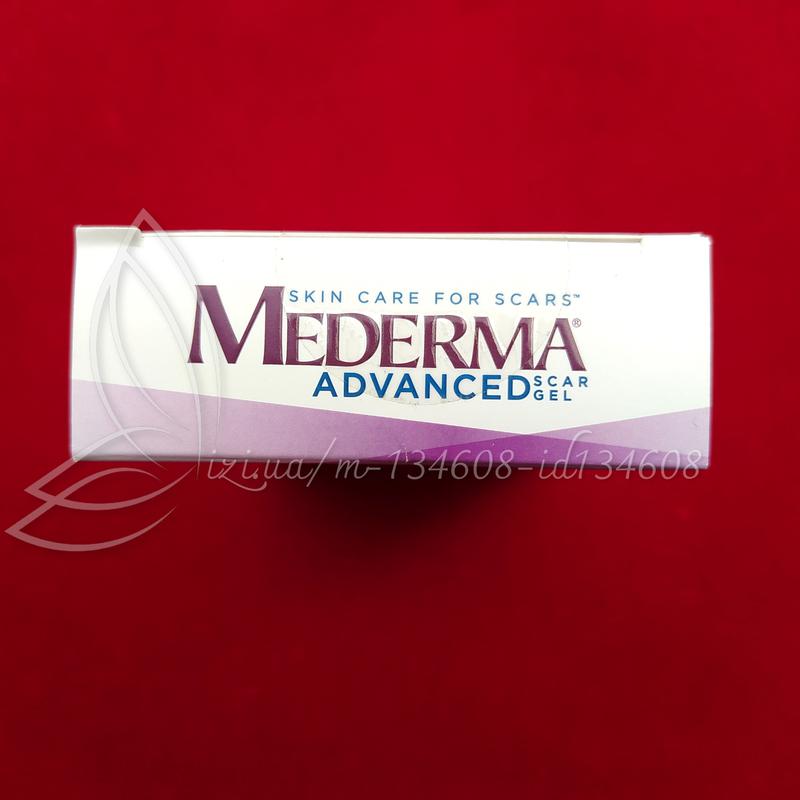 SKIN CARE FOR SCARS™
MEDERMA®
ADVANCED SCAR GEL
izi.ua/m-134608-id134608